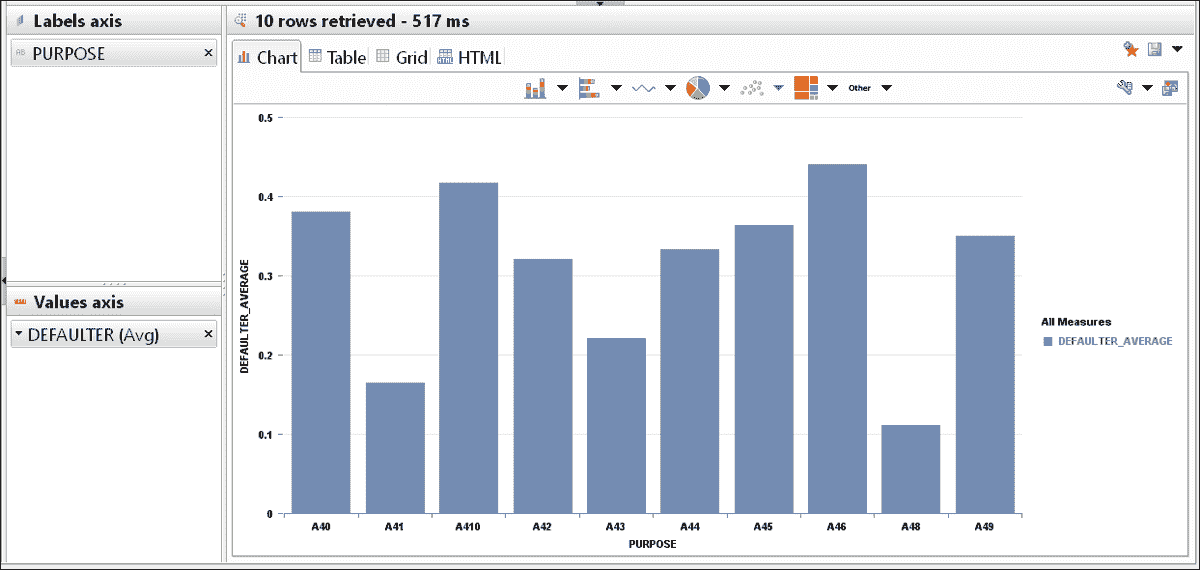 Labels axis
AB PURPOSE ×
Values axis
DEFAULTER (Avg) ×
10 rows retrieved - 517 ms
Chart Table Grid HTML
Other
0.5
0.4
0.3
0.2
0.1
0
DEFAULTER_AVERAGE
A40 A41 A410 A42 A43 A44 A45 A46 A48 A49
PURPOSE
All Measures
DEFAULTER_AVERAGE